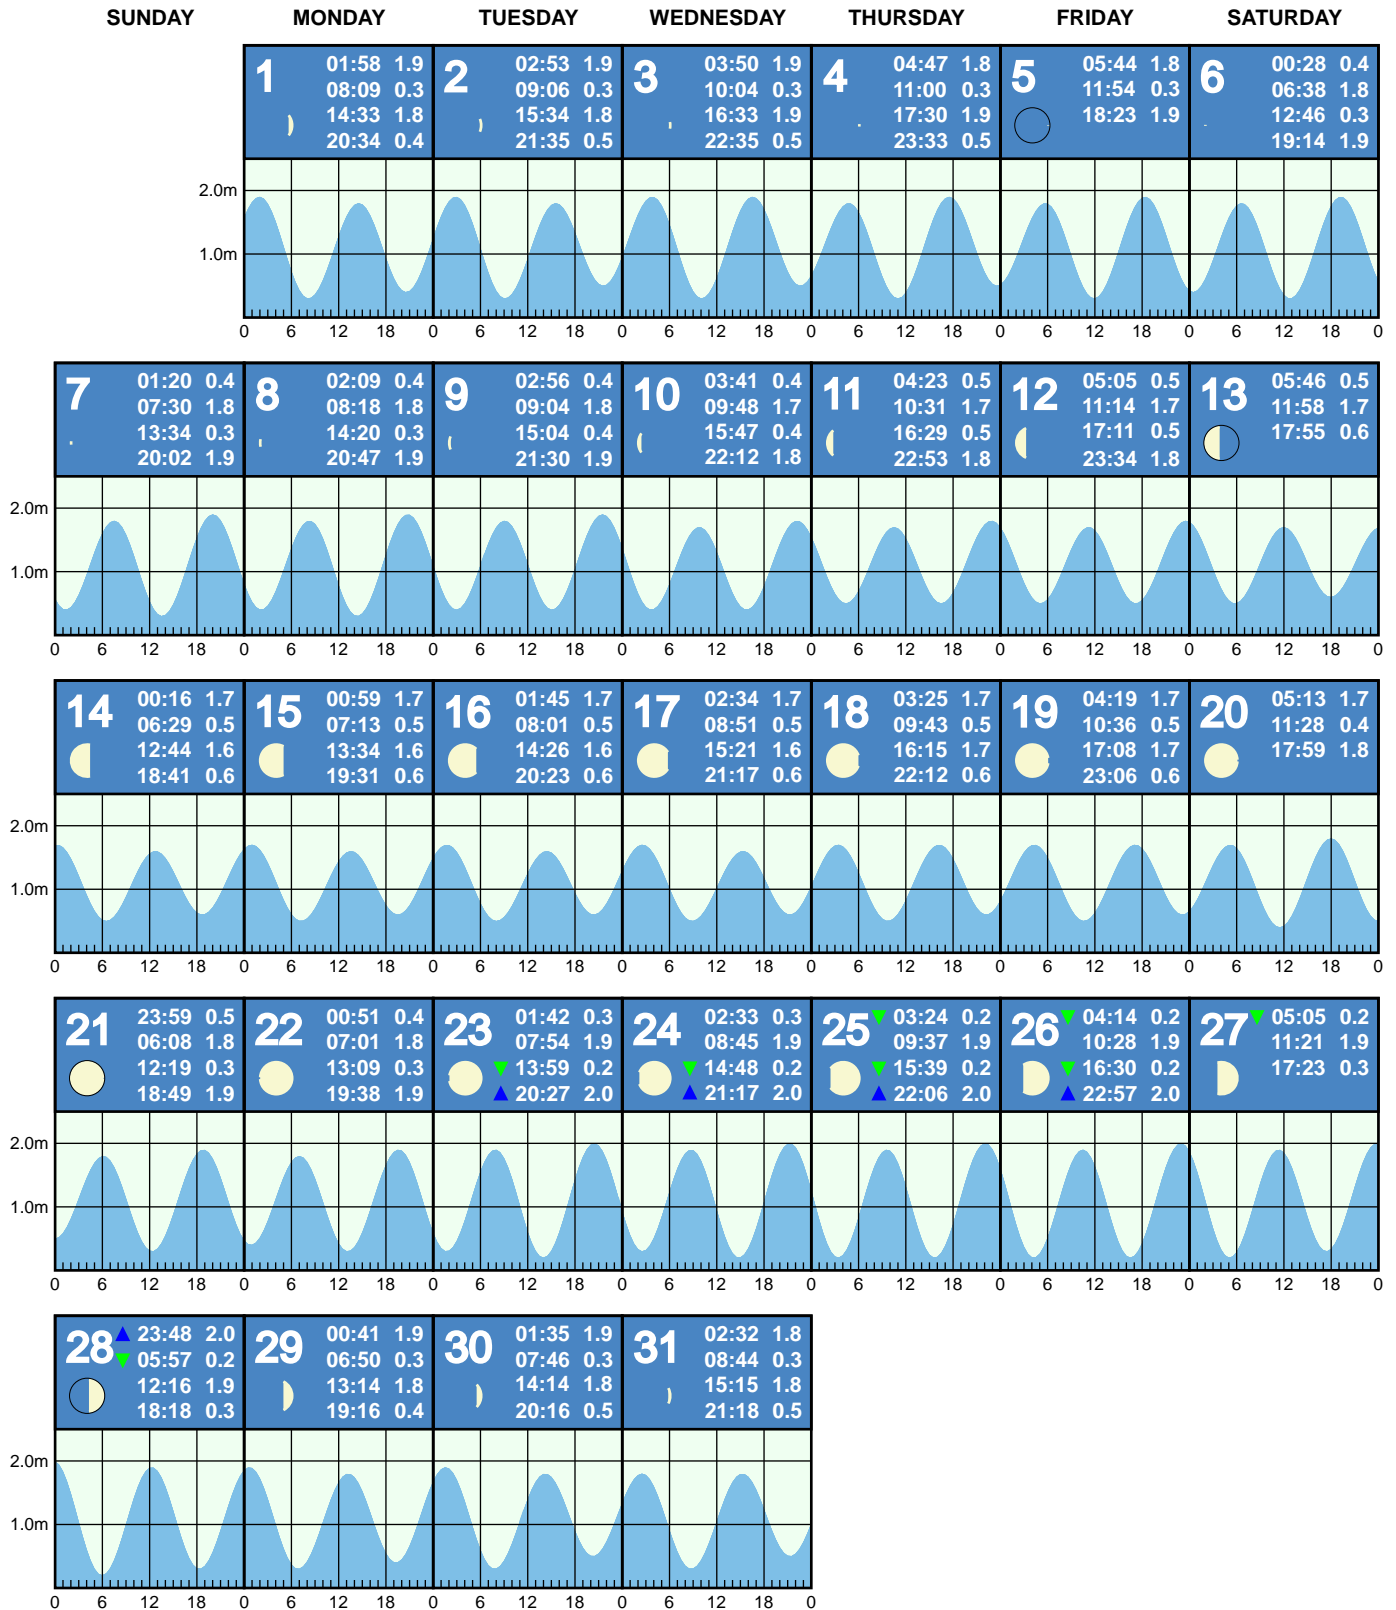 SUNDAY MONDAY TUESDAY WEDNESDAY THURSDAY FRIDAY SATURDAY
1 01:58 1.9
08:09 0.3
14:33 1.8
20:34 0.4
2 02:53 1.9
09:06 0.3
15:34 1.8
21:35 0.5
3 03:50 1.9
10:04 0.3
16:33 1.9
22:35 0.5
4 04:47 1.8
11:00 0.3
17:30 1.9
23:33 0.5
5 05:44 1.8
11:54 0.3
18:23 1.9
6 00:28 0.4
06:38 1.8
12:46 0.3
19:14 1.9
2.0m
1.0m
0 6 12 18 0 6 12 18 0 6 12 18 0 6 12 18 0 6 12 18 0 6 12 18 0
7 01:20 0.4
07:30 1.8
13:34 0.3
20:02 1.9
8 02:09 0.4
08:18 1.8
14:20 0.3
20:47 1.9
9 02:56 0.4
09:04 1.8
15:04 0.4
21:30 1.9
10 03:41 0.4
09:48 1.7
15:47 0.4
22:12 1.8
11 04:23 0.5
10:31 1.7
16:29 0.5
22:53 1.8
12 05:05 0.5
11:14 1.7
17:11 0.5
23:34 1.8
13 05:46 0.5
11:58 1.7
17:55 0.6
2.0m
1.0m
0 6 12 18 0 6 12 18 0 6 12 18 0 6 12 18 0 6 12 18 0 6 12 18 0 6 12 18 0
14 00:16 1.7
06:29 0.5
12:44 1.6
18:41 0.6
15 00:59 1.7
07:13 0.5
13:34 1.6
19:31 0.6
16 01:45 1.7
08:01 0.5
14:26 1.6
20:23 0.6
17 02:34 1.7
08:51 0.5
15:21 1.6
21:17 0.6
18 03:25 1.7
09:43 0.5
16:15 1.7
22:12 0.6
19 04:19 1.7
10:36 0.5
17:08 1.7
23:06 0.6
20 05:13 1.7
11:28 0.4
17:59 1.8
2.0m
1.0m
0 6 12 18 0 6 12 18 0 6 12 18 0 6 12 18 0 6 12 18 0 6 12 18 0 6 12 18 0
21 23:59 0.5
06:08 1.8
12:19 0.3
18:49 1.9
22 00:51 0.4
07:01 1.8
13:09 0.3
19:38 1.9
23 01:42 0.3
07:54 1.9
13:59 0.2
20:27 2.0
24 02:33 0.3
08:45 1.9
14:48 0.2
21:17 2.0
25 03:24 0.2
09:37 1.9
15:39 0.2
22:06 2.0
26 04:14 0.2
10:28 1.9
16:30 0.2
22:57 2.0
27 05:05 0.2
11:21 1.9
17:23 0.3
2.0m
1.0m
0 6 12 18 0 6 12 18 0 6 12 18 0 6 12 18 0 6 12 18 0 6 12 18 0 6 12 18 0
28 23:48 2.0
05:57 0.2
12:16 1.9
18:18 0.3
29 00:41 1.9
06:50 0.3
13:14 1.8
19:16 0.4
30 01:35 1.9
07:46 0.3
14:14 1.8
20:16 0.5
31 02:32 1.8
08:44 0.3
15:15 1.8
21:18 0.5
2.0m
1.0m
0 6 12 18 0 6 12 18 0 6 12 18 0 6 12 18 0